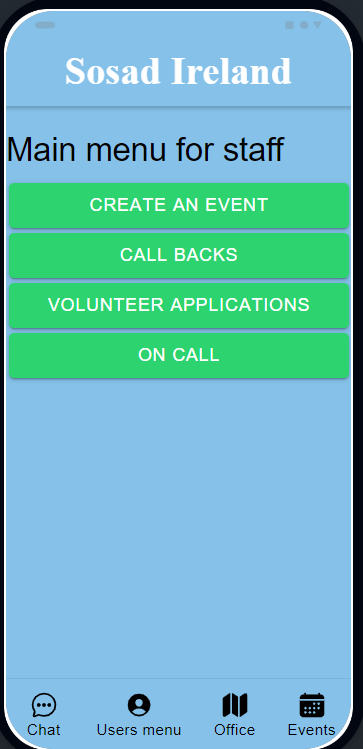 Sosad Ireland
Main menu for staff
CREATE AN EVENT
CALL BACKS
VOLUNTEER APPLICATIONS
ON CALL
Chat
Users menu
Office
Events